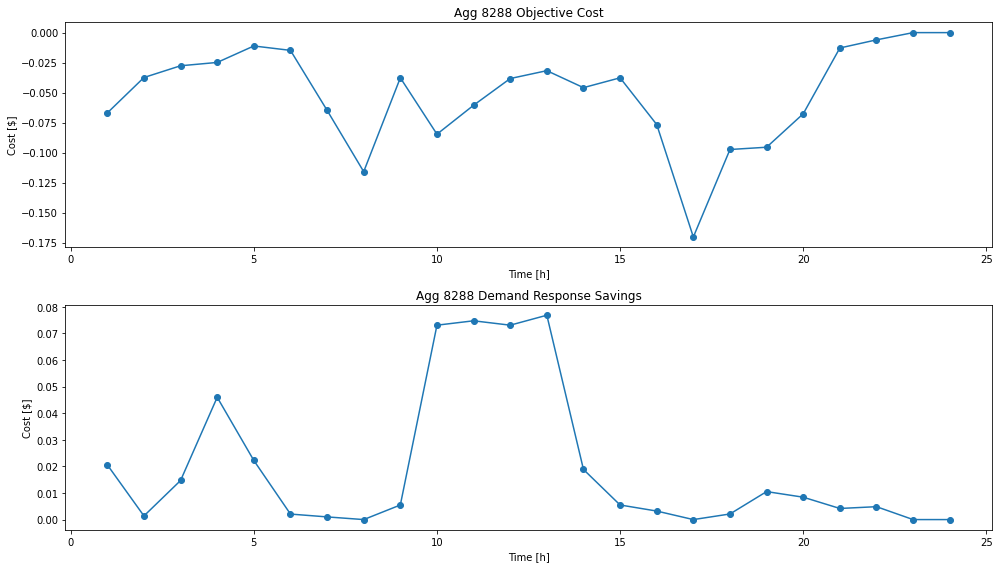 Agg 8288 Objective Cost
Cost [$]
0.000
−0.025
−0.050
−0.075
−0.100
−0.125
−0.150
−0.175
0 5 10 15 20 25
Time [h]
Agg 8288 Demand Response Savings
Cost [$]
0.08
0.07
0.06
0.05
0.04
0.03
0.02
0.01
0.00
0 5 10 15 20 25
Time [h]